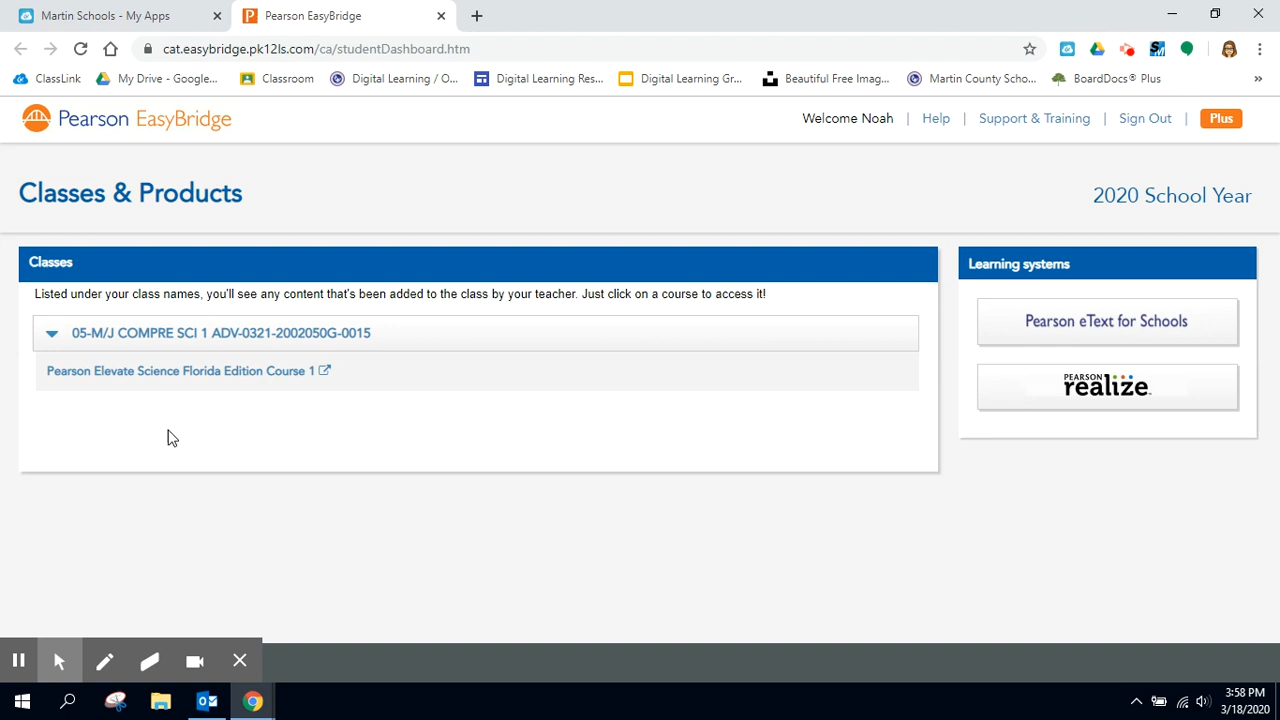 Martin Schools - My Apps
Pearson EasyBridge
cat.easybridge.pk12ls.com/ca/studentDashboard.htm
ClassLink
My Drive - Google...
Classroom
Digital Learning / O...
Digital Learning Res...
Digital Learning Gr...
Beautiful Free Imag...
Martin County Scho...
BoardDocs® Plus
»
Pearson EasyBridge
Welcome Noah | Help | Support & Training | Sign Out | Plus
Classes & Products
2020 School Year
Classes
Learning systems
Listed under your class names, you'll see any content that's been added to the class by your teacher. Just click on a course to access it!
05-M/J COMPRE SCI 1 ADV-0321-2002050G-0015
Pearson Elevate Science Florida Edition Course 1
Pearson eText for Schools
PEARSON
realize™
3:58 PM
3/18/2020